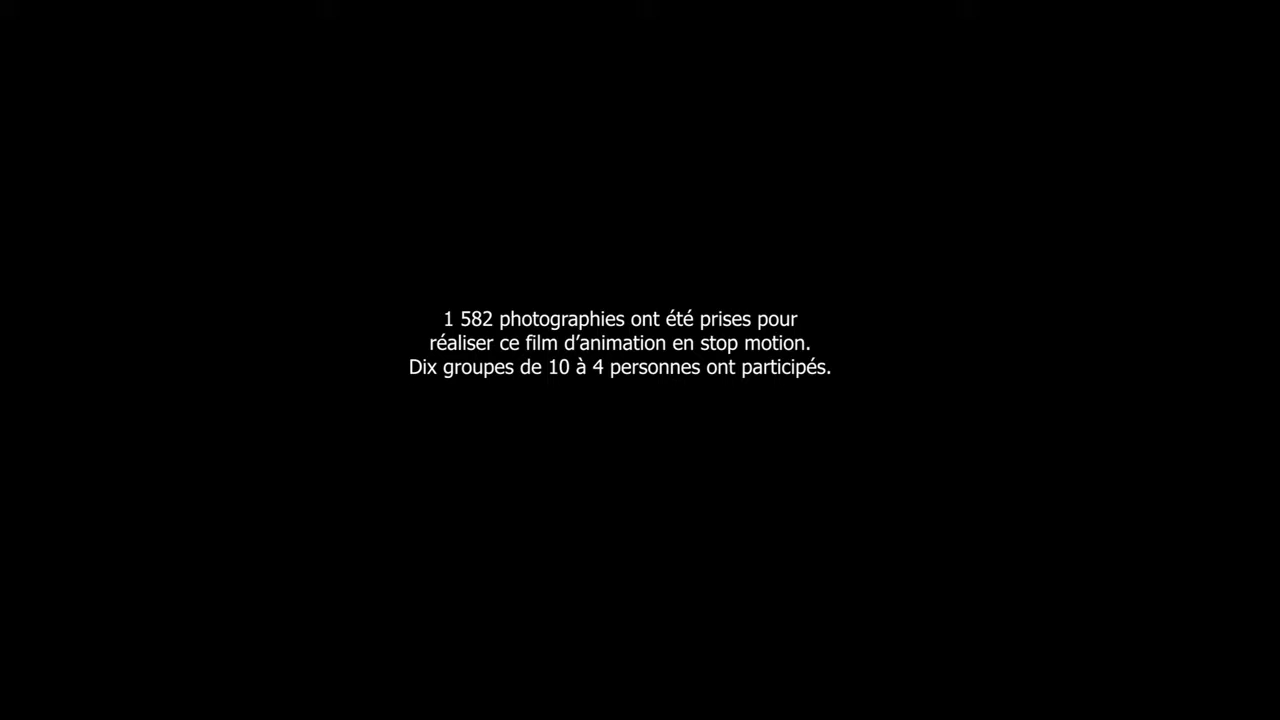 1 582 photographies ont été prises pour
réaliser ce film d’animation en stop motion.
Dix groupes de 10 à 4 personnes ont participés.